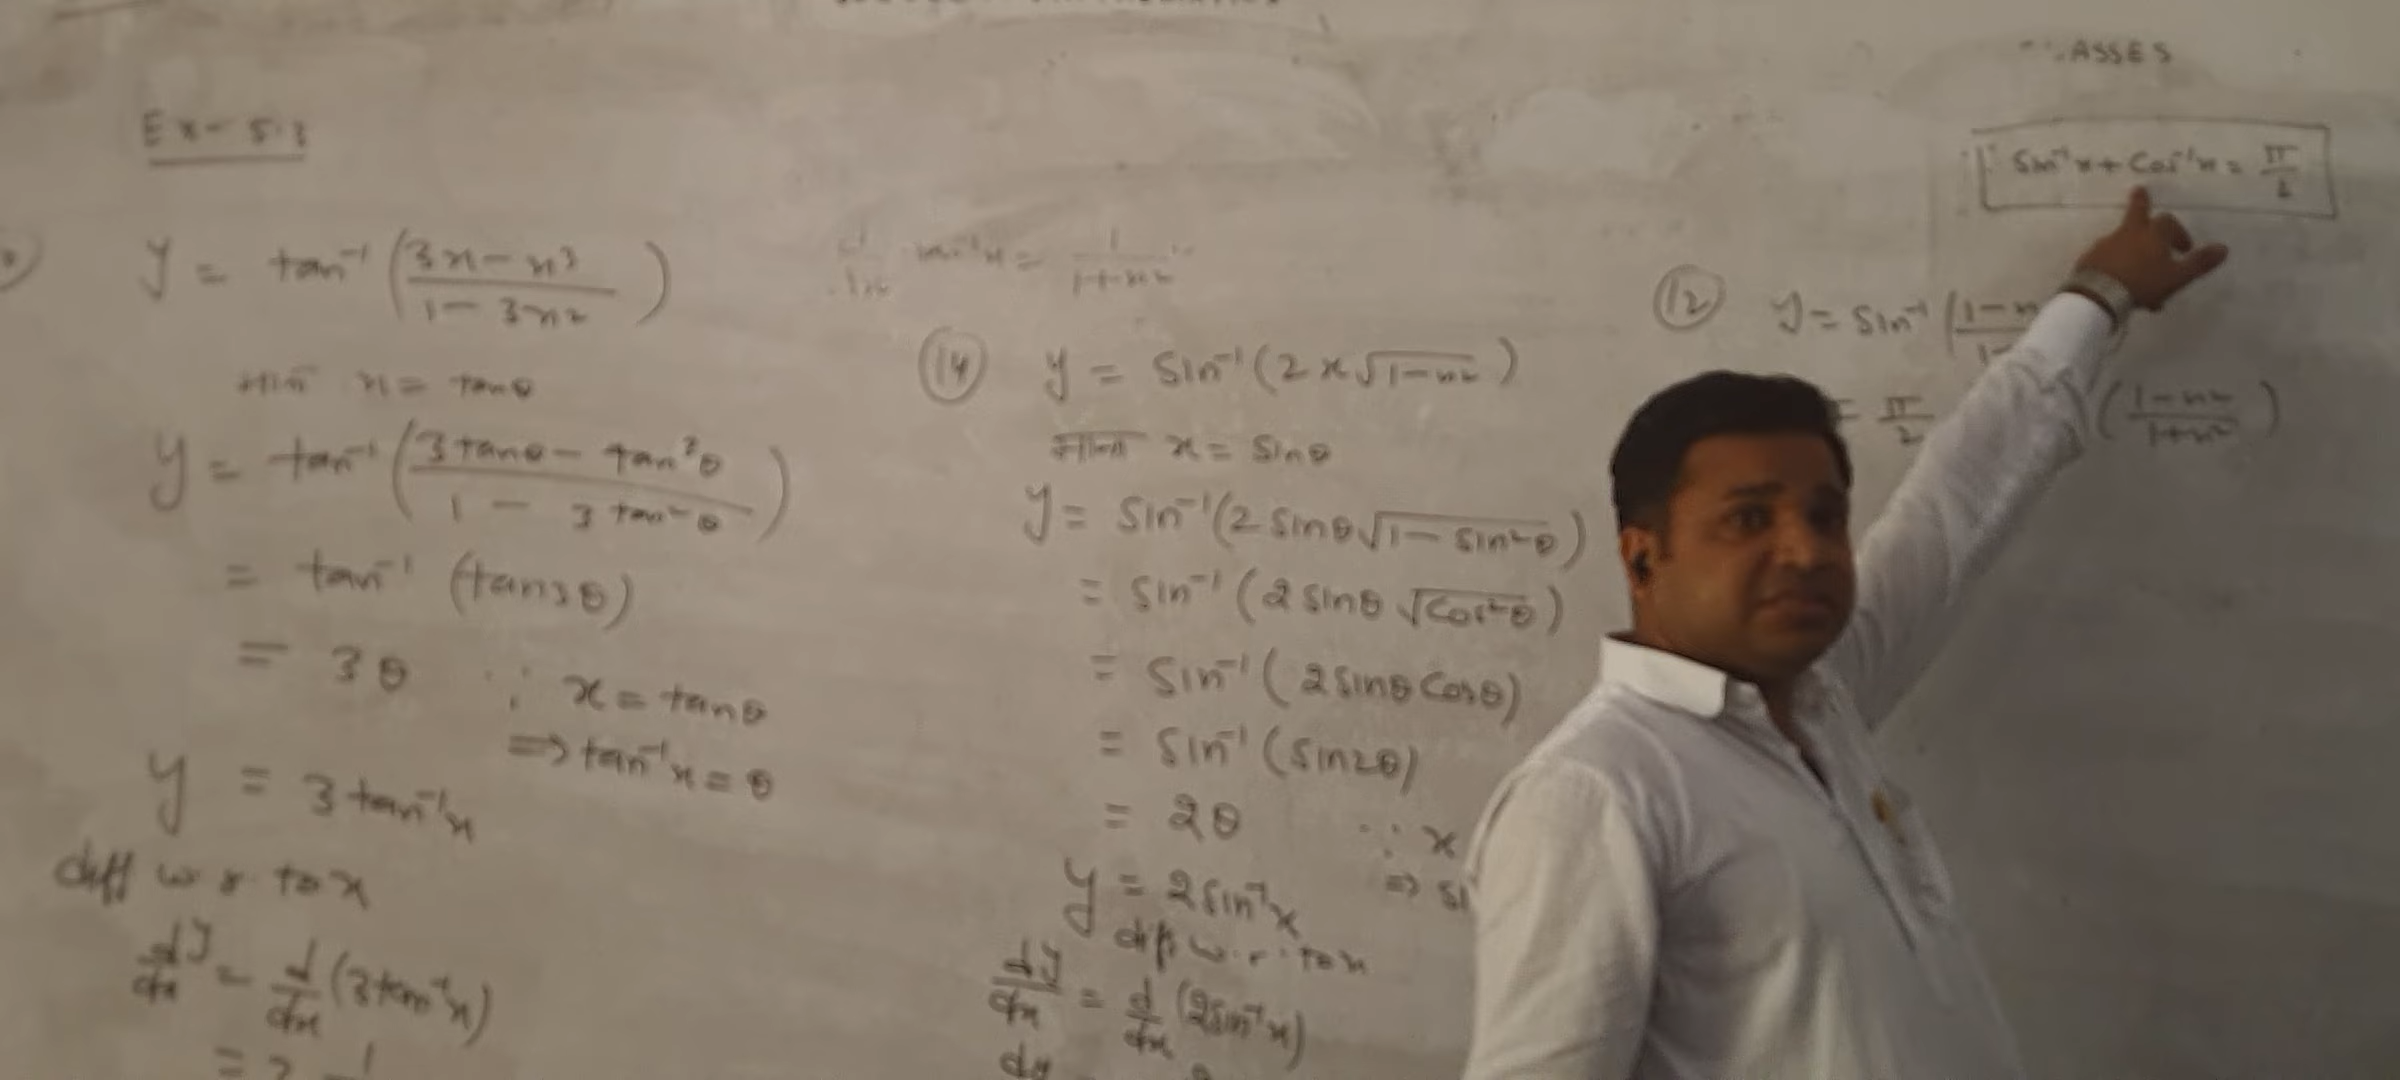 ASSES
Ex- 5.3
Sin⁻¹x + Cos⁻¹x = π/2
y = tan⁻¹ ((3x - x³)/(1 - 3x²))
x = tanθ
y = tan⁻¹ ((3tanθ - tan³θ)/(1 - 3tan²θ))
= tan⁻¹ (tan3θ)
= 3θ ∵ x = tanθ
⇒ tan⁻¹x = θ
y = 3tan⁻¹x
diff w r to x
dy/dx = d/dx (3tan⁻¹x)
tan⁻¹x = 1/(1+x²)
(14) y = Sin⁻¹ (2x√(1-x²))
माना x = Sinθ
y = Sin⁻¹ (2Sinθ√(1-Sin²θ))
= Sin⁻¹ (2Sinθ √(Cos²θ))
= Sin⁻¹ (2Sinθ Cosθ)
= Sin⁻¹ (Sin2θ)
= 2θ ∵ x
⇒ Si
y = 2Sin⁻¹x
diff w.r.to x
dy/dx = d/dx (2Sin⁻¹x)
dy
(12) y = Sin⁻¹ (1-x
= π/2 ((1-x²)/(1+x²))